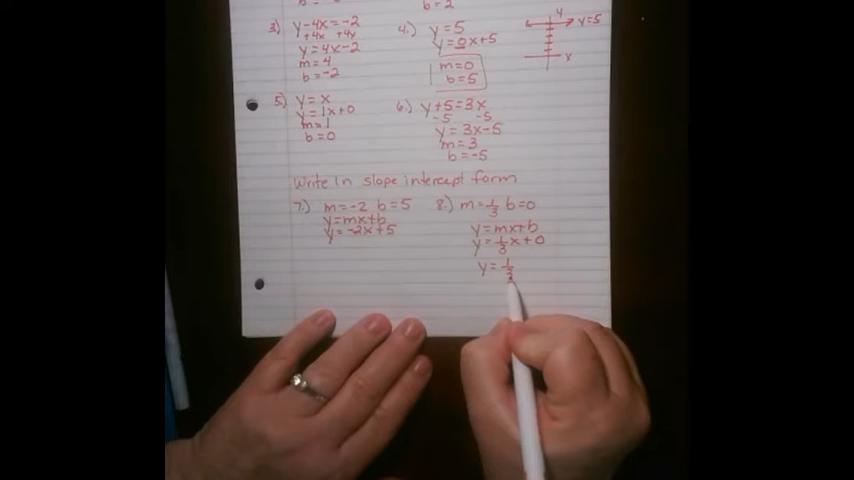 b=2
3.) y-4x=-2
+4x +4x
y=4x-2
m=4
b=-2
4.) y=5
y=0x+5
m=0
b=5
4
y=5
x
5.) y=x
y=1x+0
m=1
b=0
6.) y+5=3x
-5 -5
y=3x-5
m=3
b=-5
Write in slope intercept form
7.) m=-2 b=5
y=mx+b
y=-2x+5
8.) m=1/3 b=0
y=mx+b
y=1/3x+0
y=1/3